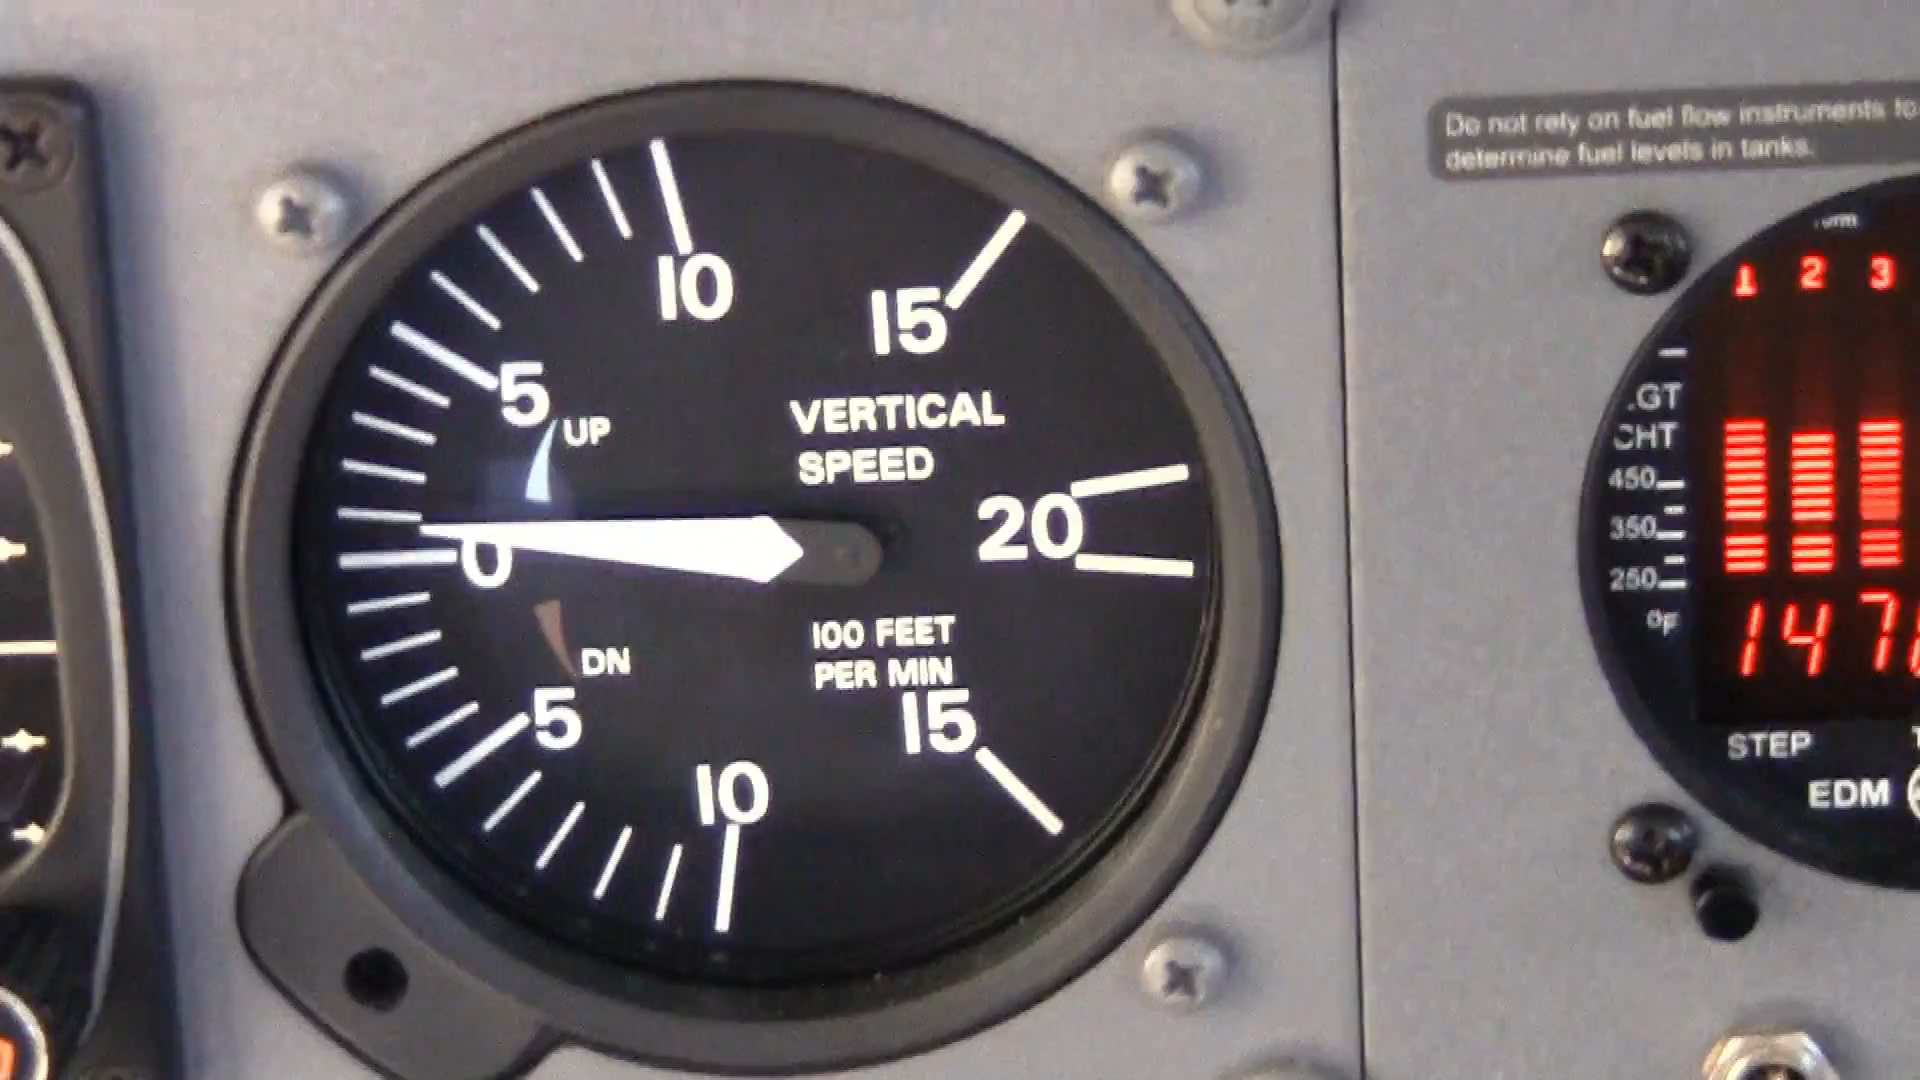 10
15
5
UP
VERTICAL
SPEED
20
0
100 FEET
PER MIN
DN
5
15
10
Do not rely on fuel flow instruments to
determine fuel levels in tanks.
1 2 3
CHT
450
350
250
°F
STEP
EDM